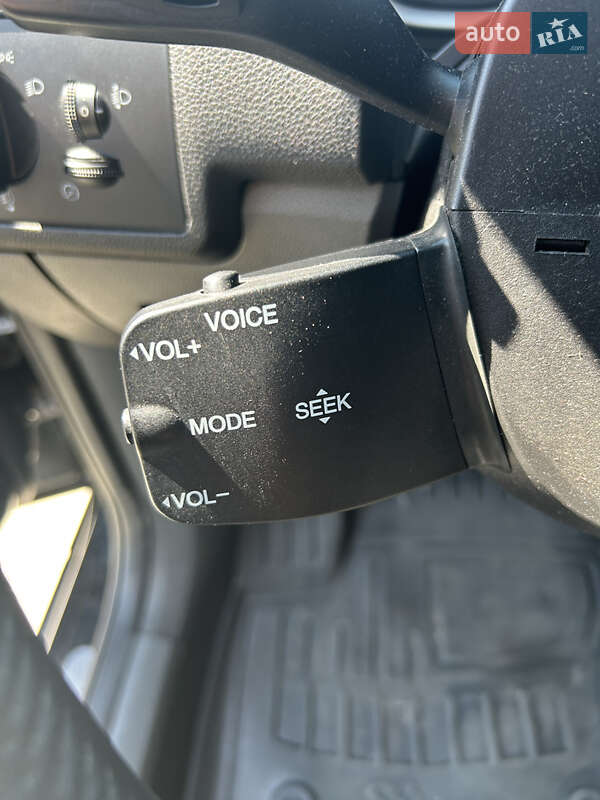 auto RIA
.com
VOICE
VOL+
MODE
SEEK
VOL-